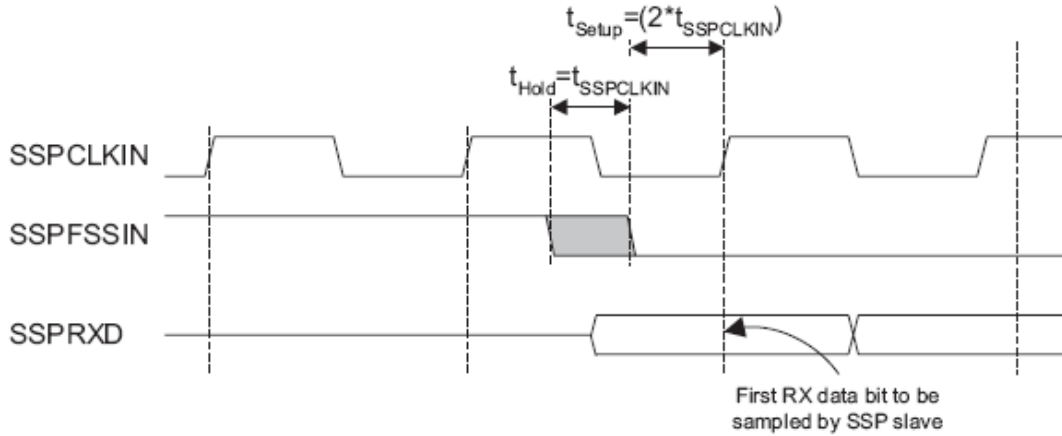 tSetup=(2*tSSPCLKIN)
tHold=tSSPCLKIN
SSPCLKIN
SSPFSSIN
SSPRXD
First RX data bit to be
sampled by SSP slave